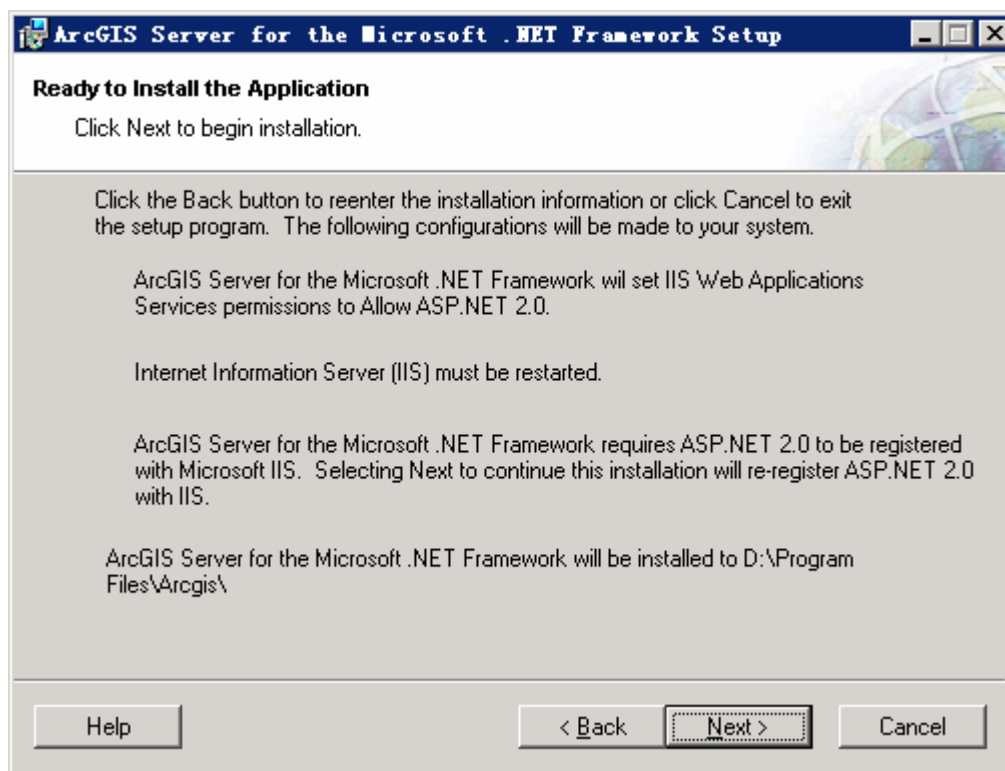 ArcGIS Server for the Microsoft .NET Framework Setup
Ready to Install the Application
Click Next to begin installation.
Click the Back button to reenter the installation information or click Cancel to exit
the setup program. The following configurations will be made to your system.
ArcGIS Server for the Microsoft .NET Framework wil set IIS Web Applications
Services permissions to Allow ASP.NET 2.0.
Internet Information Server (IIS) must be restarted.
ArcGIS Server for the Microsoft .NET Framework requires ASP.NET 2.0 to be registered
with Microsoft IIS. Selecting Next to continue this installation will re-register ASP.NET 2.0
with IIS.
ArcGIS Server for the Microsoft .NET Framework will be installed to D:\Program
Files\Arcgis\
Help
< Back
Next >
Cancel